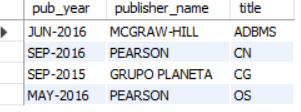 pub_year publisher_name title
JUN-2016 MCGRAW-HILL ADBMS
SEP-2016 PEARSON CN
SEP-2015 GRUPO PLANETA CG
MAY-2016 PEARSON OS